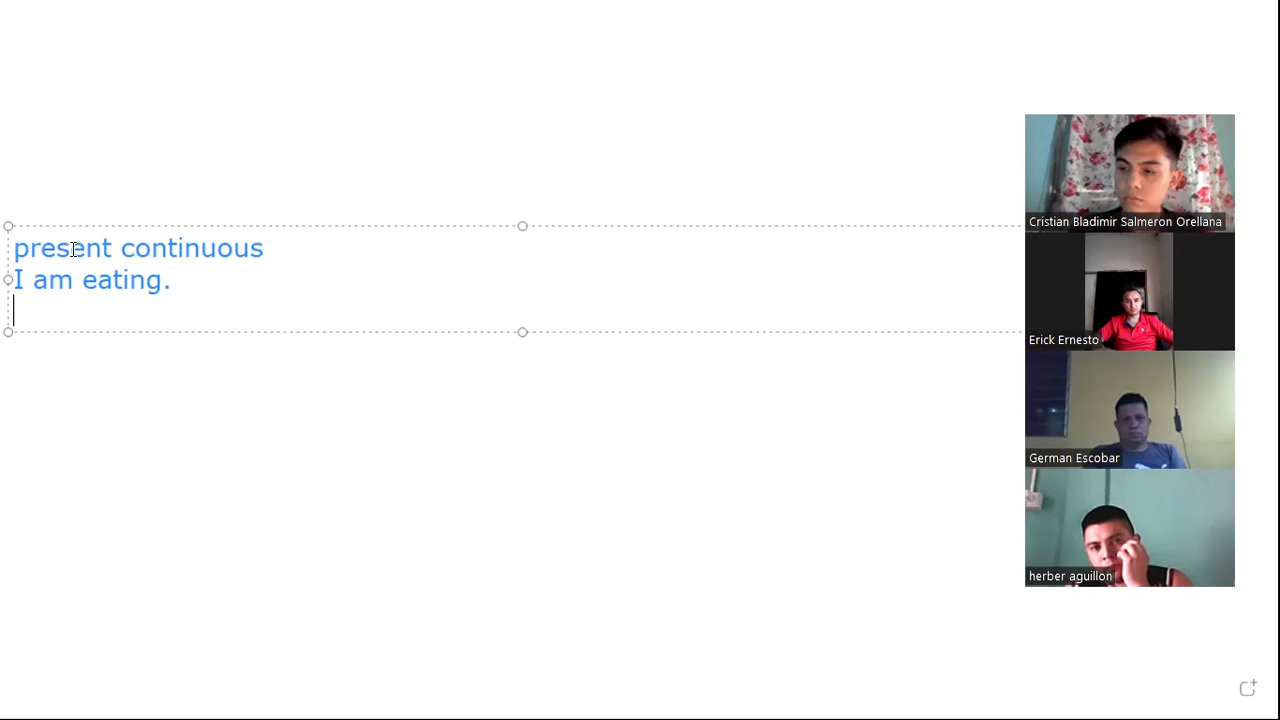 present continuous
I am eating.
Cristian Bladimir Salmeron Orellana
Erick Ernesto
German Escobar
herber aguillon